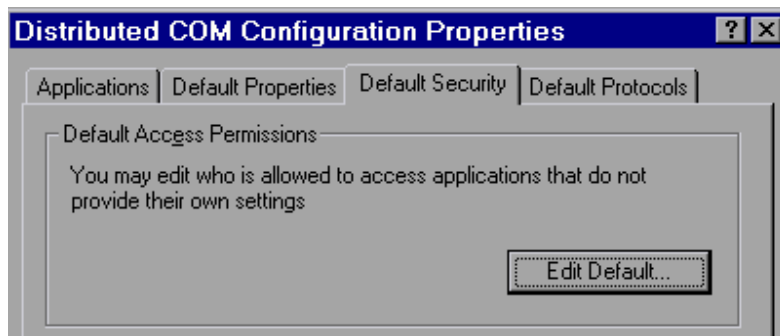 Distributed COM Configuration Properties
Applications Default Properties Default Security Default Protocols
Default Access Permissions
You may edit who is allowed to access applications that do not
provide their own settings
Edit Default...